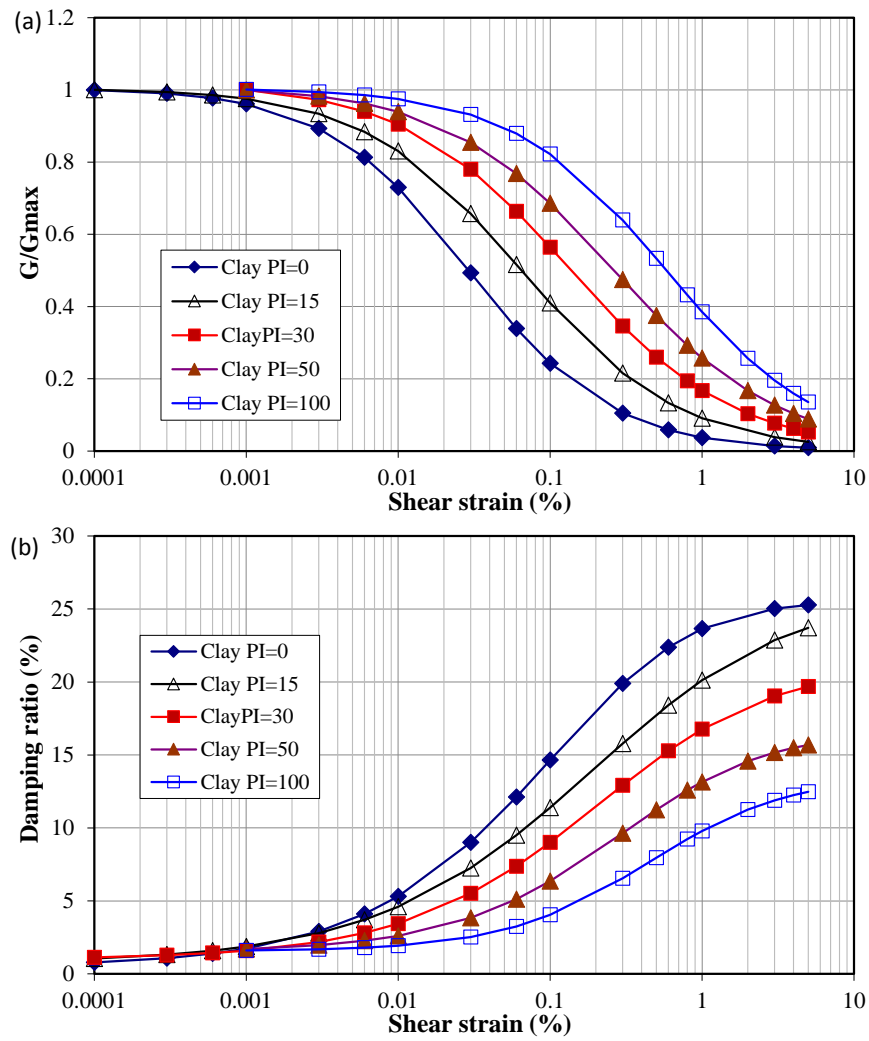 (a)
1.2
1
0.8
0.6
0.4
0.2
0
G/Gmax
Clay PI=0
Clay PI=15
ClayPI=30
Clay PI=50
Clay PI=100
0.0001 0.001 0.01 0.1 1 10
Shear strain (%)
(b)
30
25
20
15
10
5
0
Damping ratio (%)
Clay PI=0
Clay PI=15
ClayPI=30
Clay PI=50
Clay PI=100
0.0001 0.001 0.01 0.1 1 10
Shear strain (%)